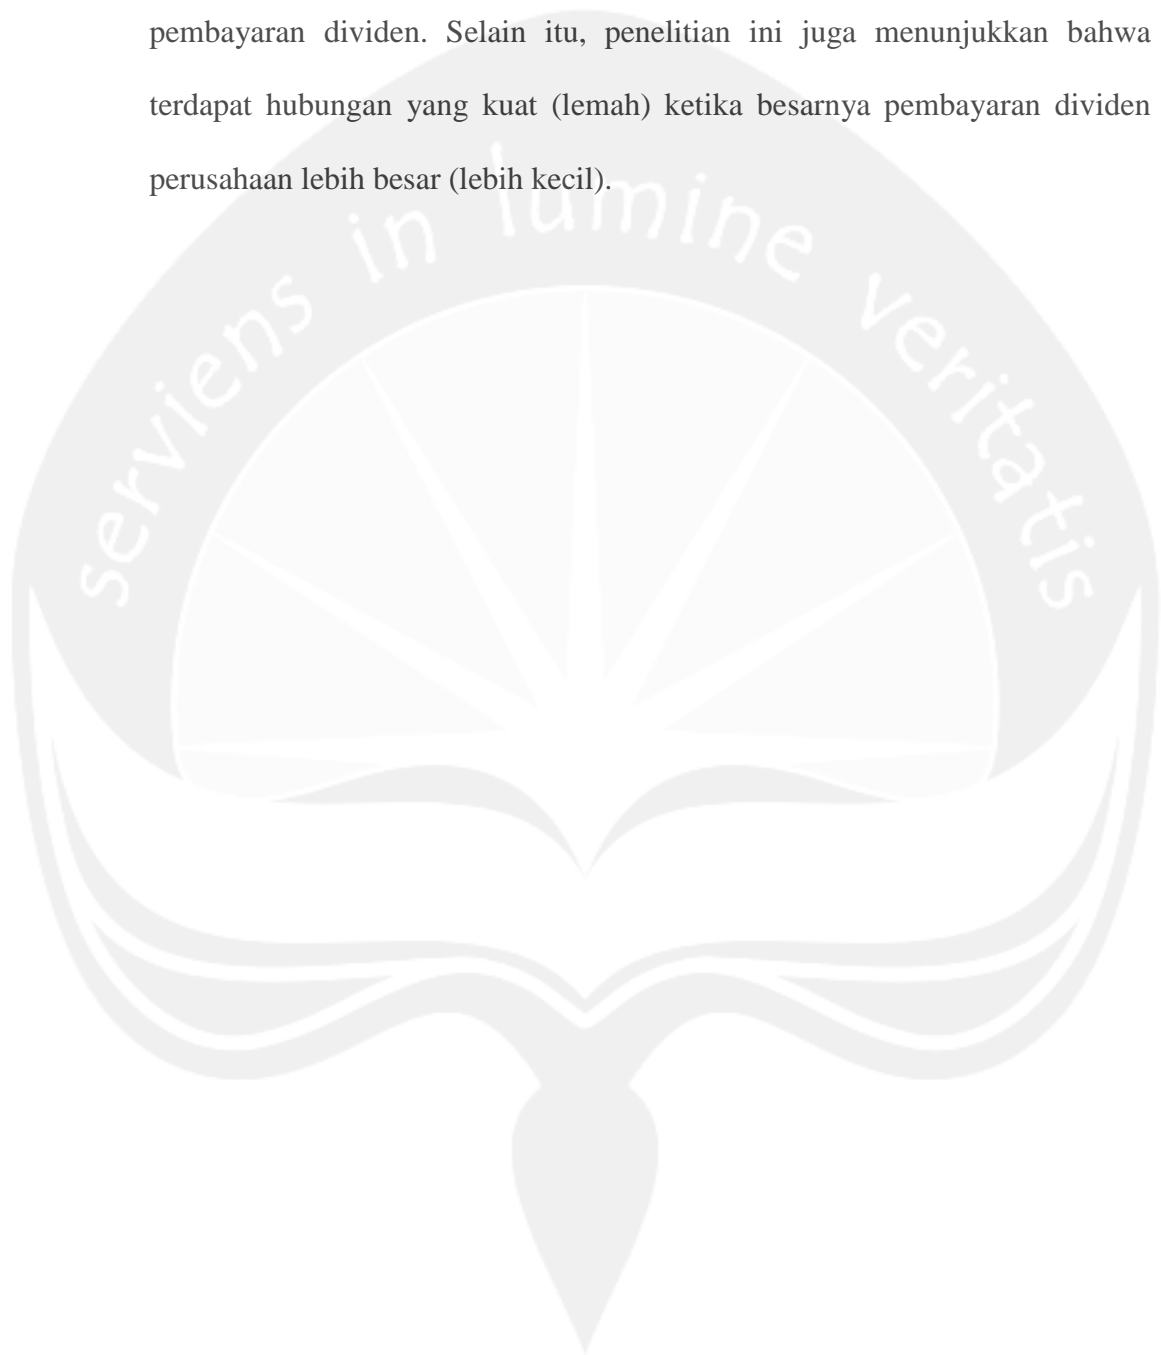 pembayaran dividen. Selain itu, penelitian ini juga menunjukkan bahwa
terdapat hubungan yang kuat (lemah) ketika besarnya pembayaran dividen
perusahaan lebih besar (lebih kecil).
serviens in lumine veritatis